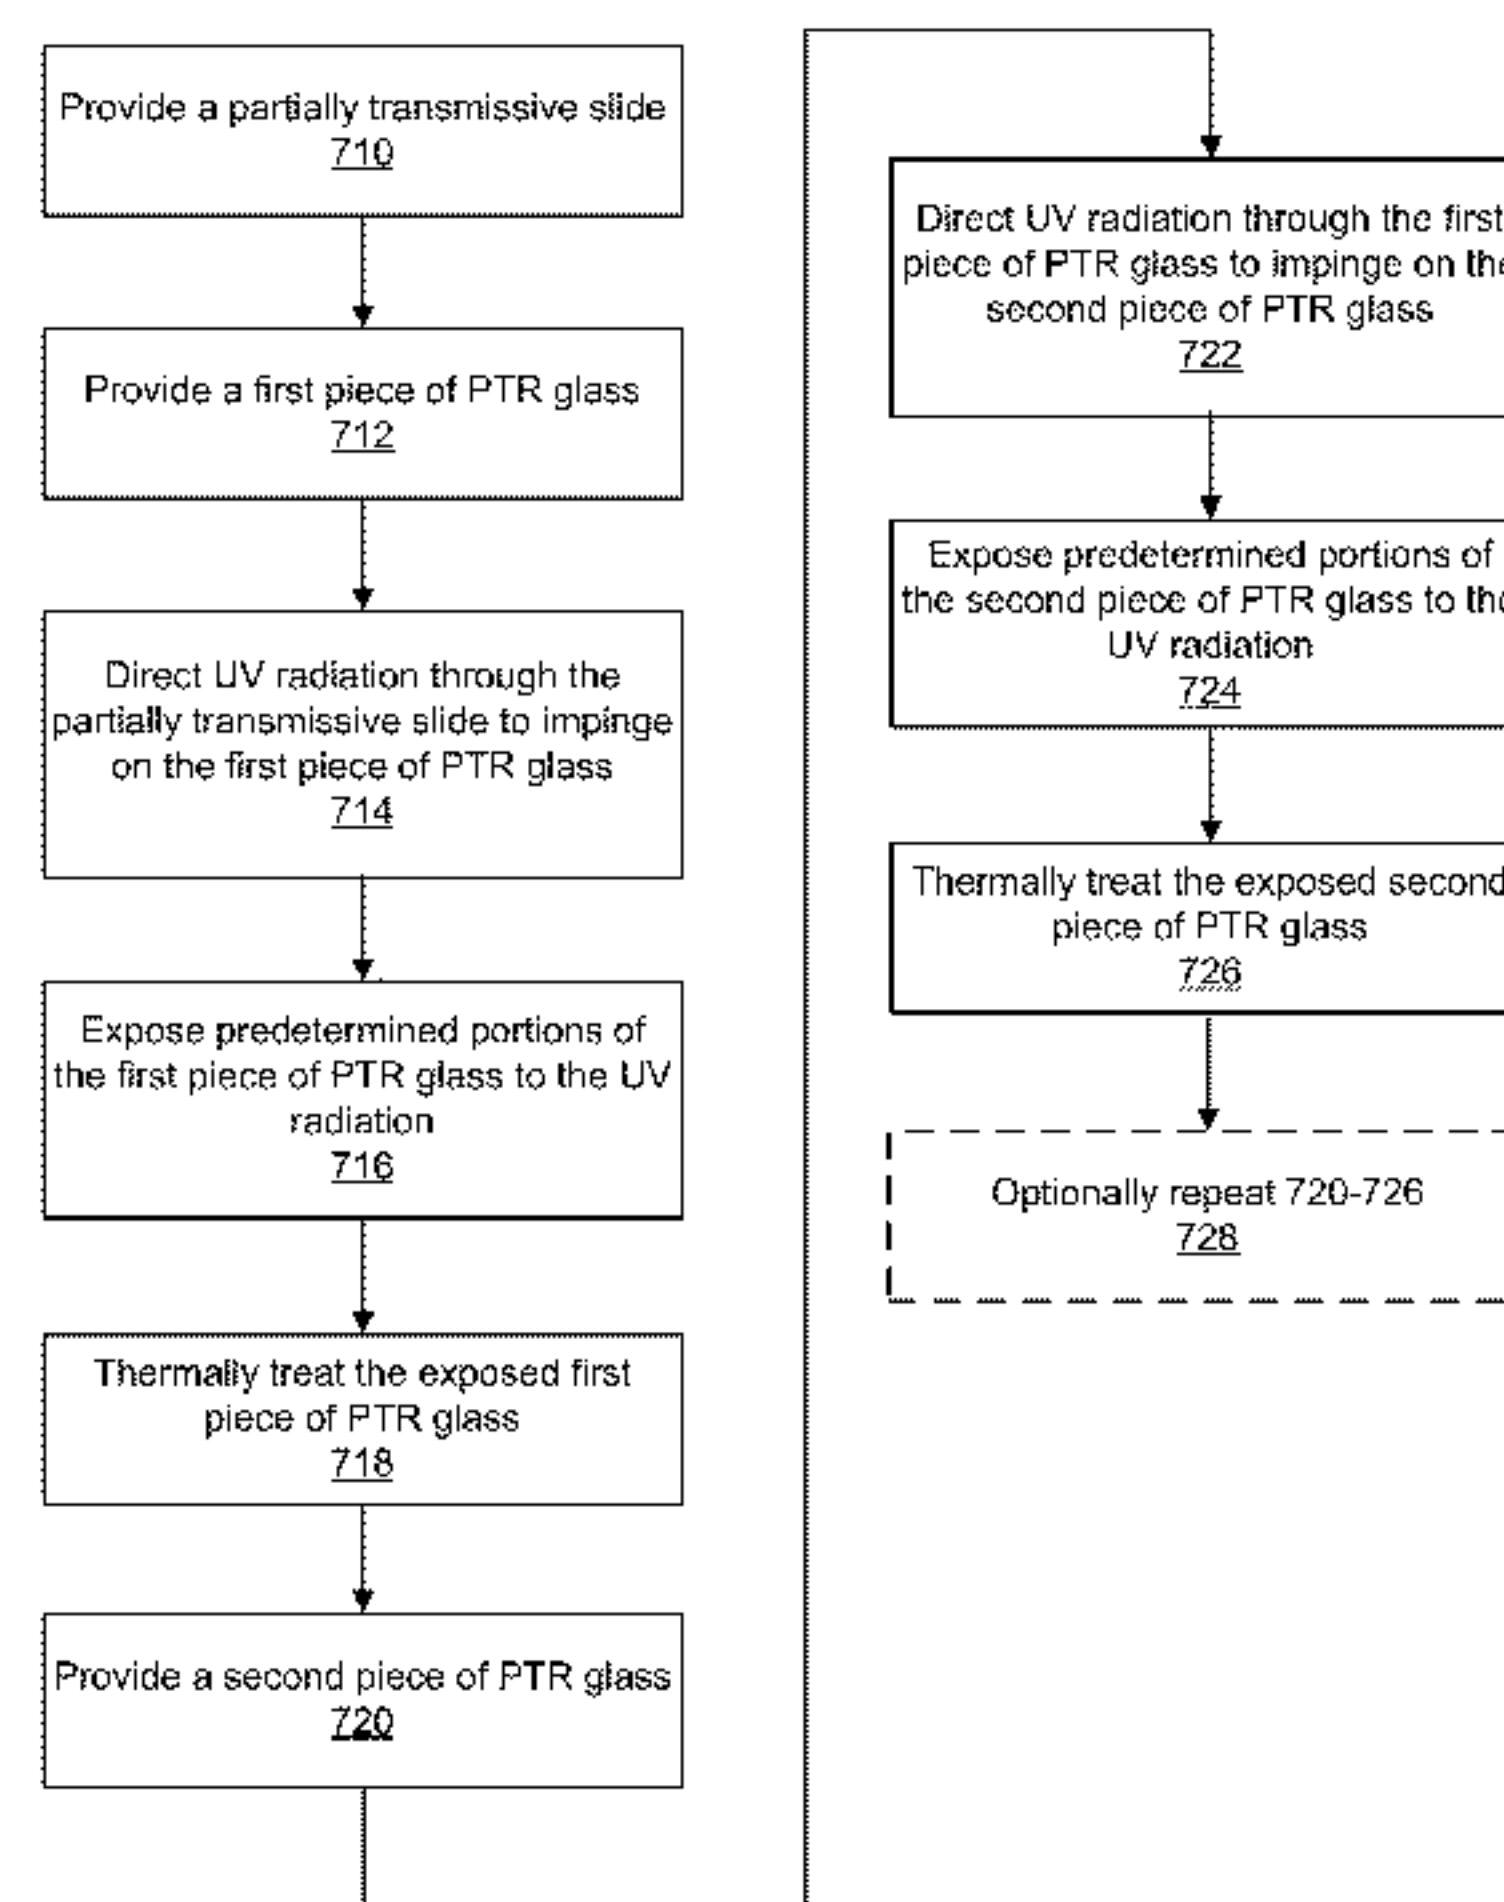 Provide a partially transmissive slide
710
Provide a first piece of PTR glass
712
Direct UV radiation through the
partially transmissive slide to impinge
on the first piece of PTR glass
714
Expose predetermined portions of
the first piece of PTR glass to the UV
radiation
716
Thermally treat the exposed first
piece of PTR glass
718
Provide a second piece of PTR glass
720
Direct UV radiation through the first
piece of PTR glass to impinge on the
second piece of PTR glass
722
Expose predetermined portions of
the second piece of PTR glass to the
UV radiation
724
Thermally treat the exposed second
piece of PTR glass
726
Optionally repeat 720-726
728